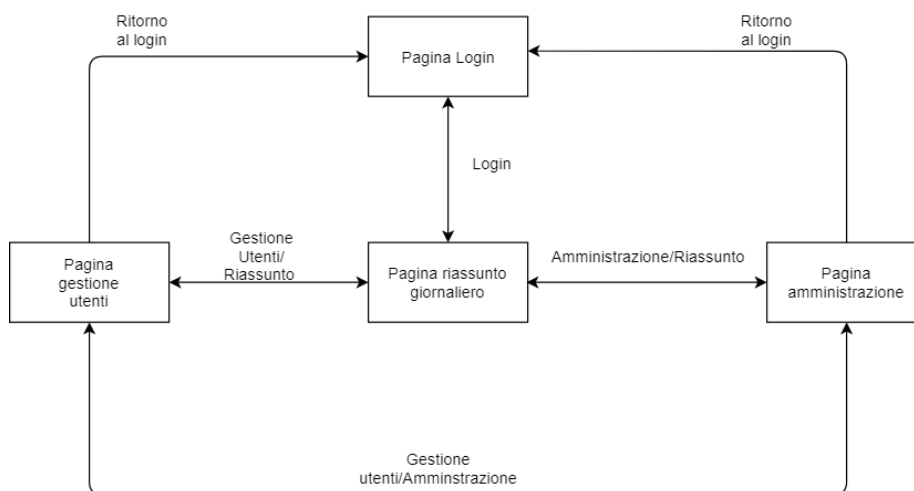 Ritorno
al login
Pagina Login
Ritorno
al login
Login
Gestione
Utenti/
Riassunto
Amministrazione/Riassunto
Pagina
gestione
utenti
Pagina riassunto
giornaliero
Pagina
amministrazione
Gestione
utenti/Amminstrazione